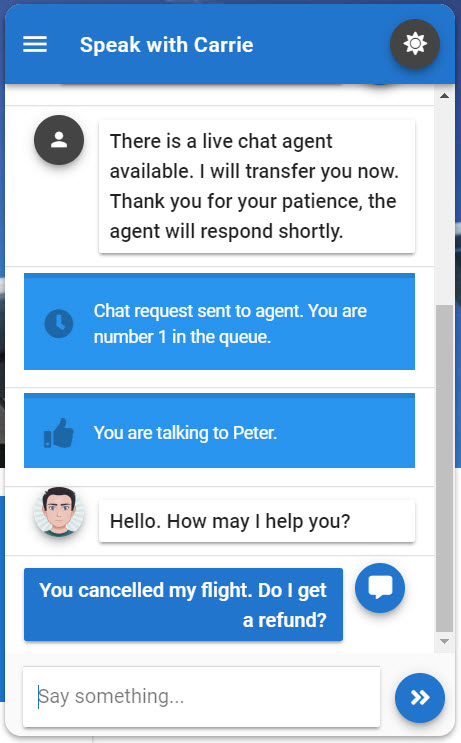 Speak with Carrie
There is a live chat agent
available. I will transfer you now.
Thank you for your patience, the
agent will respond shortly.
Chat request sent to agent. You are
number 1 in the queue.
You are talking to Peter.
Hello. How may I help you?
You cancelled my flight. Do I get
a refund?
Say something...